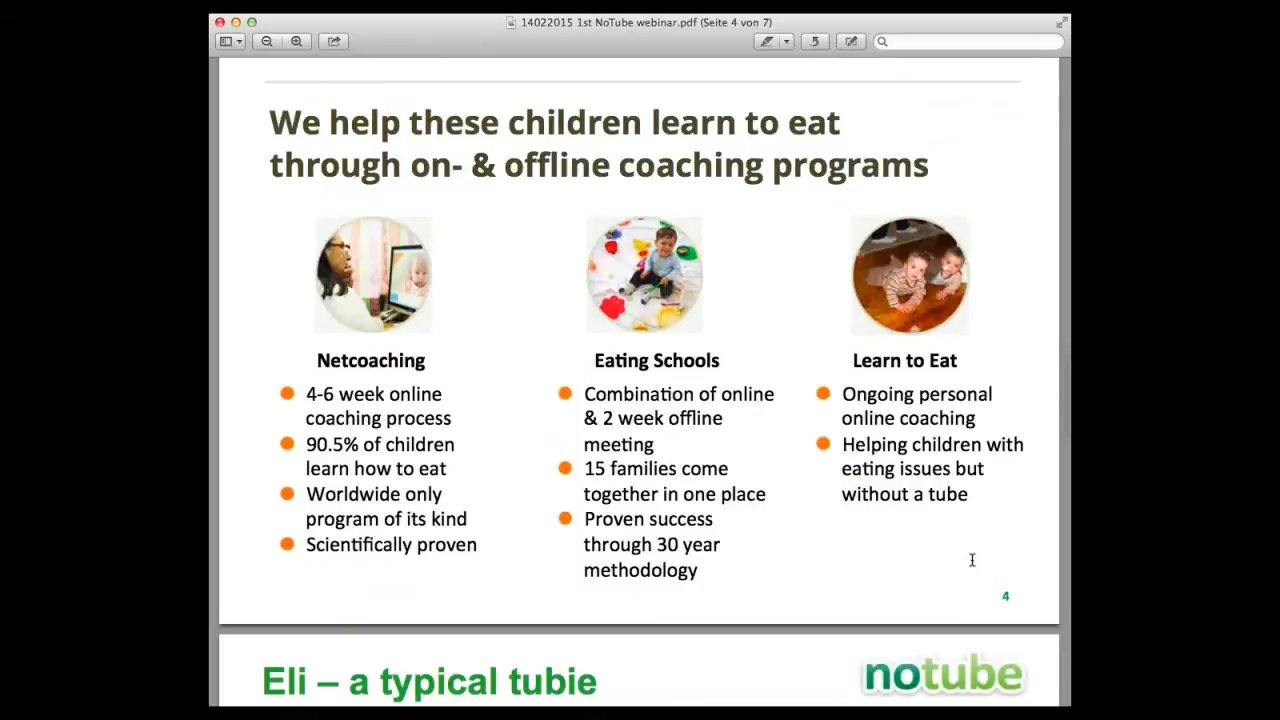 14022015 1st NoTube webinar.pdf (Seite 4 von 7)
We help these children learn to eat
through on- & offline coaching programs
Netcoaching
4-6 week online
coaching process
90.5% of children
learn how to eat
Worldwide only
program of its kind
Scientifically proven
Eating Schools
Combination of online
& 2 week offline
meeting
15 families come
together in one place
Proven success
through 30 year
methodology
Learn to Eat
Ongoing personal
online coaching
Helping children with
eating issues but
without a tube
4
Eli – a typical tubie
notube